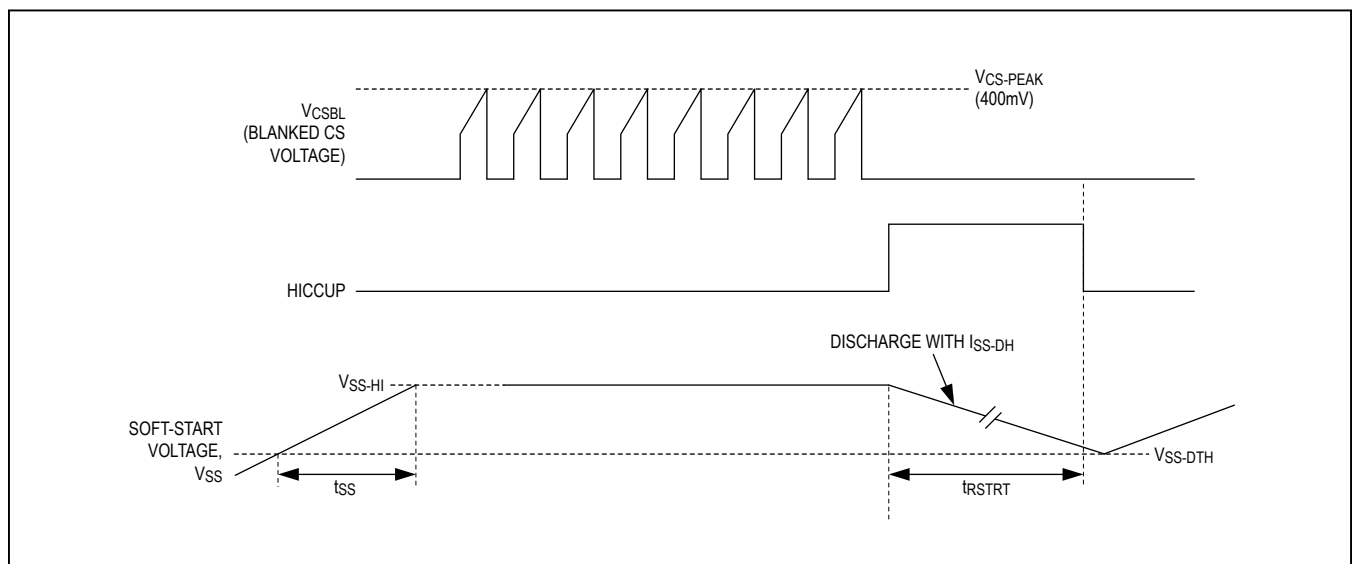 VCS-PEAK
(400mV)
VCSBL
(BLANKED CS
VOLTAGE)
HICCUP
DISCHARGE WITH ISS-DH
VSS-HI
SOFT-START
VOLTAGE,
VSS
VSS-DTH
tSS
tRSTRT